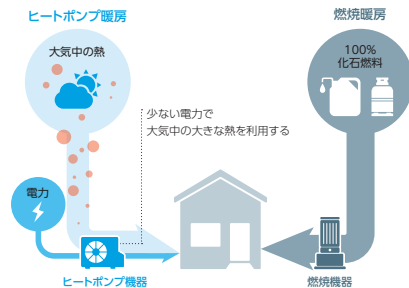 ヒートポンプ暖房
燃焼暖房
大気中の熱
100%
化石燃料
少ない電力で
大気中の大きな熱を利用する
電力
ヒートポンプ機器
燃焼機器